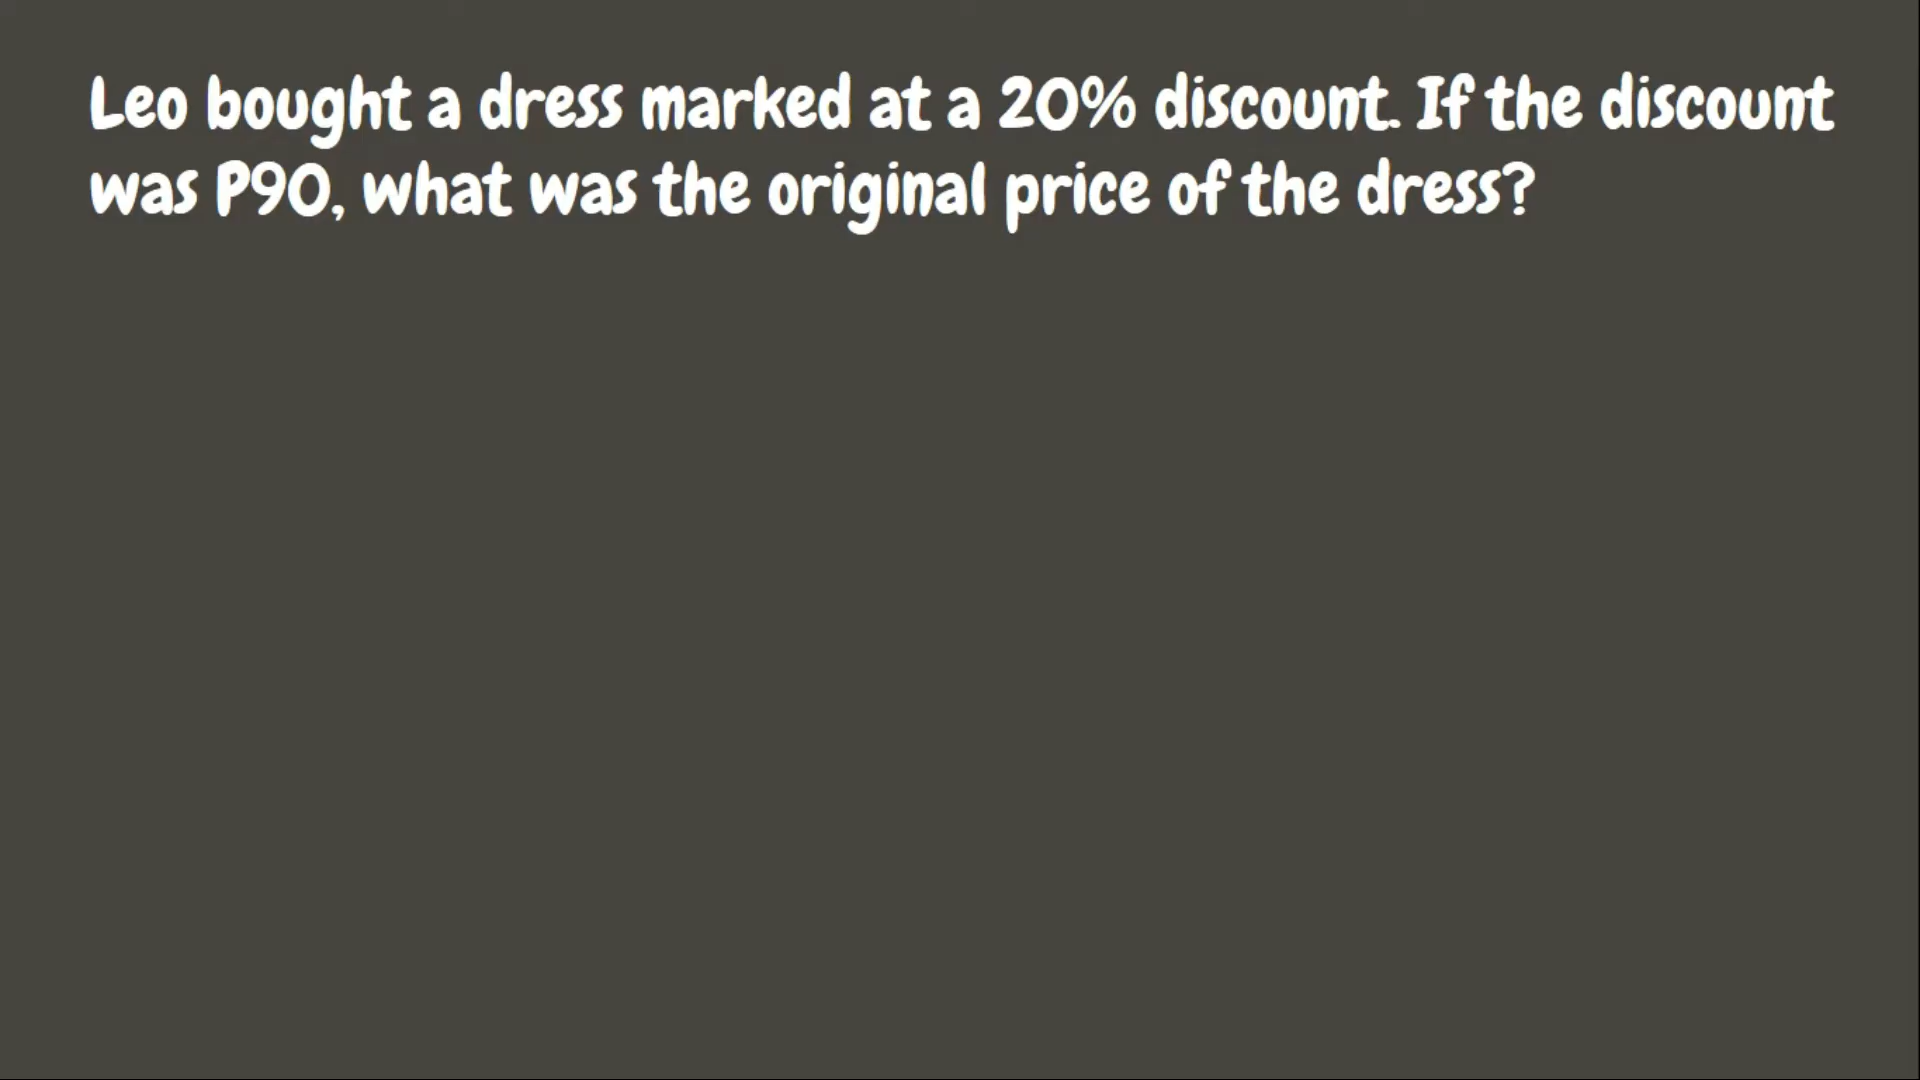 Leo bought a dress marked at a 20% discount. If the discount
was P90, what was the original price of the dress?